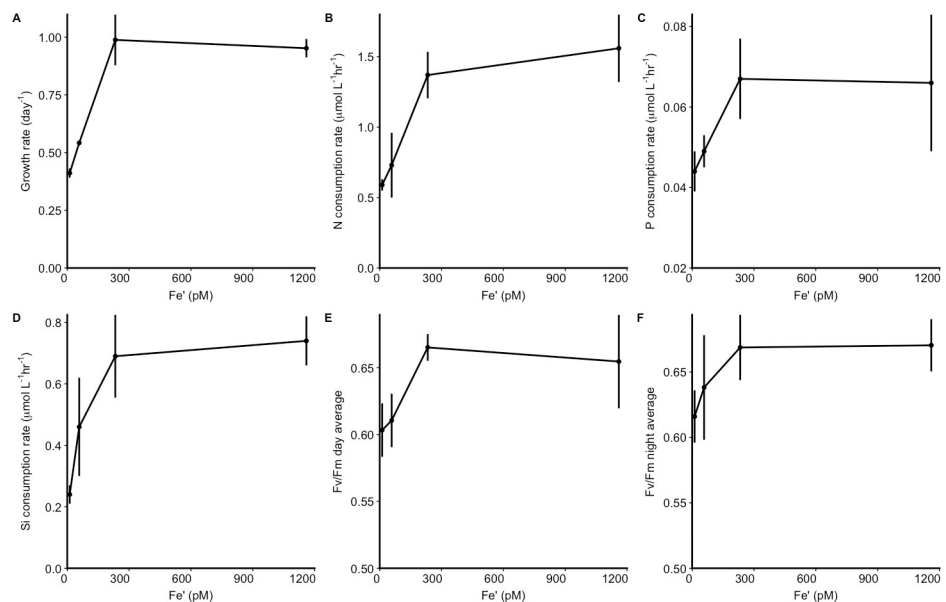 A
Growth rate (day⁻¹)
1.00
0.75
0.50
0.25
0.00
0 300 600 900 1200
Fe' (pM)
B
N consumption rate (μmol L⁻¹hr⁻¹)
1.5
1.0
0.5
0.0
0 300 600 900 1200
Fe' (pM)
C
P consumption rate (μmol L⁻¹hr⁻¹)
0.08
0.06
0.04
0.02
0 300 600 900 1200
Fe' (pM)
D
Si consumption rate (μmol L⁻¹hr⁻¹)
0.8
0.6
0.4
0.2
0.0
0 300 600 900 1200
Fe' (pM)
E
Fv/Fm day average
0.65
0.60
0.55
0.50
0 300 600 900 1200
Fe' (pM)
F
Fv/Fm night average
0.65
0.60
0.55
0.50
0 300 600 900 1200
Fe' (pM)